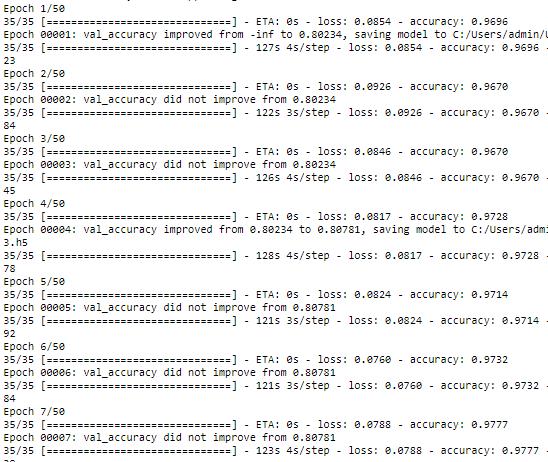 Epoch 1/50
35/35 [==============================] - ETA: 0s - loss: 0.0854 - accuracy: 0.9696
Epoch 00001: val_accuracy improved from -inf to 0.80234, saving model to C:/Users/admin/
35/35 [==============================] - 127s 4s/step - loss: 0.0854 - accuracy: 0.9696 -
23
Epoch 2/50
35/35 [==============================] - ETA: 0s - loss: 0.0926 - accuracy: 0.9670
Epoch 00002: val_accuracy did not improve from 0.80234
35/35 [==============================] - 122s 3s/step - loss: 0.0926 - accuracy: 0.9670 -
84
Epoch 3/50
35/35 [==============================] - ETA: 0s - loss: 0.0846 - accuracy: 0.9670
Epoch 00003: val_accuracy did not improve from 0.80234
35/35 [==============================] - 126s 4s/step - loss: 0.0846 - accuracy: 0.9670 -
45
Epoch 4/50
35/35 [==============================] - ETA: 0s - loss: 0.0817 - accuracy: 0.9728
Epoch 00004: val_accuracy improved from 0.80234 to 0.80781, saving model to C:/Users/admi
3.h5
35/35 [==============================] - 128s 4s/step - loss: 0.0817 - accuracy: 0.9728 -
78
Epoch 5/50
35/35 [==============================] - ETA: 0s - loss: 0.0824 - accuracy: 0.9714
Epoch 00005: val_accuracy did not improve from 0.80781
35/35 [==============================] - 121s 3s/step - loss: 0.0824 - accuracy: 0.9714 -
92
Epoch 6/50
35/35 [==============================] - ETA: 0s - loss: 0.0760 - accuracy: 0.9732
Epoch 00006: val_accuracy did not improve from 0.80781
35/35 [==============================] - 121s 3s/step - loss: 0.0760 - accuracy: 0.9732 -
84
Epoch 7/50
35/35 [==============================] - ETA: 0s - loss: 0.0788 - accuracy: 0.9777
Epoch 00007: val_accuracy did not improve from 0.80781
35/35 [==============================] - 123s 4s/step - loss: 0.0788 - accuracy: 0.9777 -